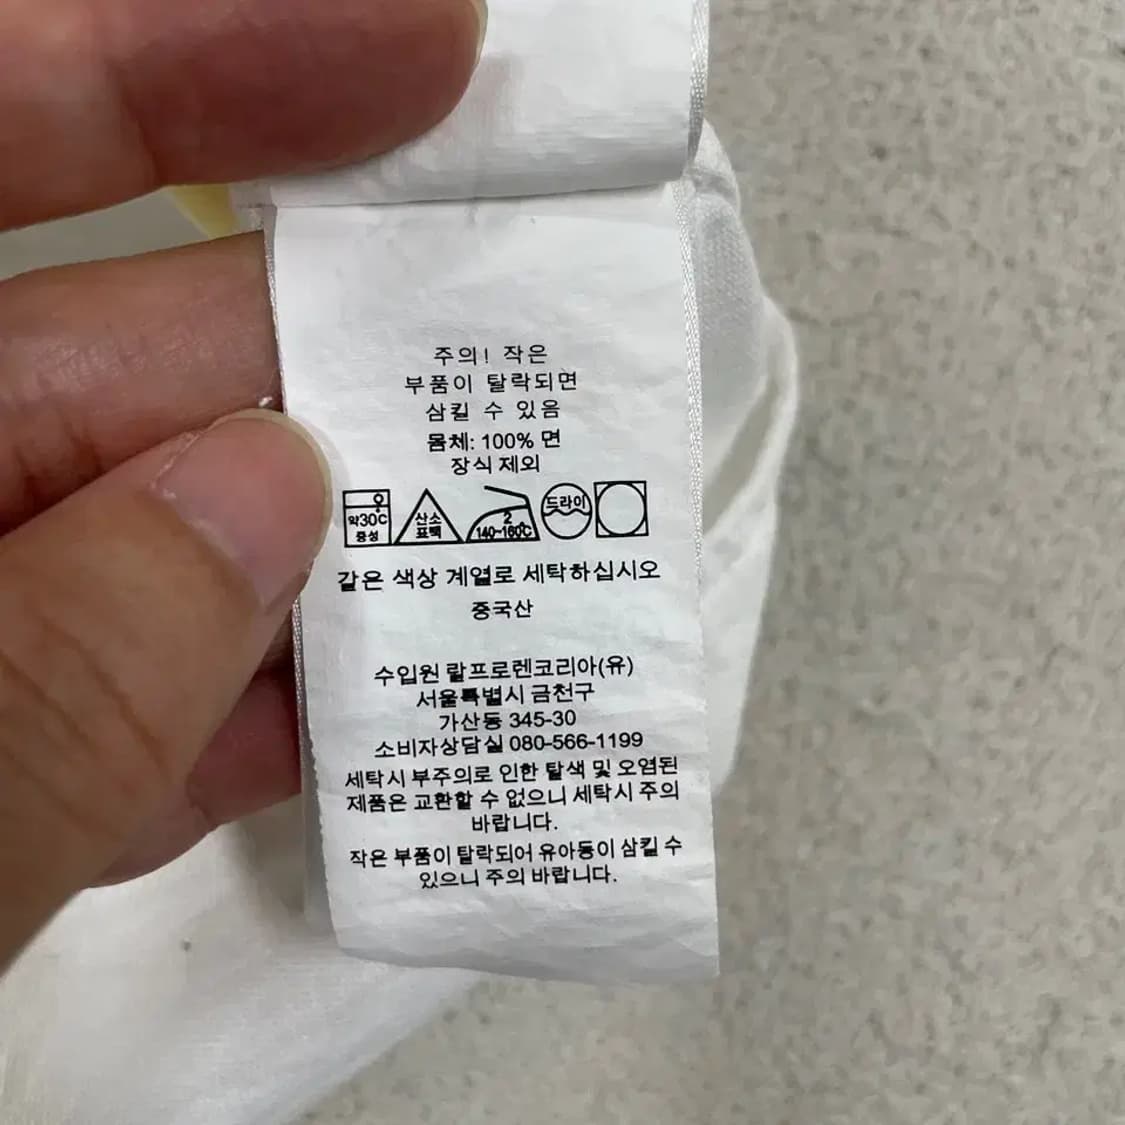 주의! 작은
부품이 탈락되면
삼킬 수 있음
몸체: 100% 면
장식 제외
약30℃
중성
산소
표백
2
140~160℃
드라이
같은 색상 계열로 세탁하십시오
중국산
수입원 랄프로렌코리아(유)
서울특별시 금천구
가산동 345-30
소비자상담실 080-566-1199
세탁시 부주의로 인한 탈색 및 오염된
제품은 교환할 수 없으니 세탁시 주의
바랍니다.
작은 부품이 탈락되어 유아동이 삼킬 수
있으니 주의 바랍니다.